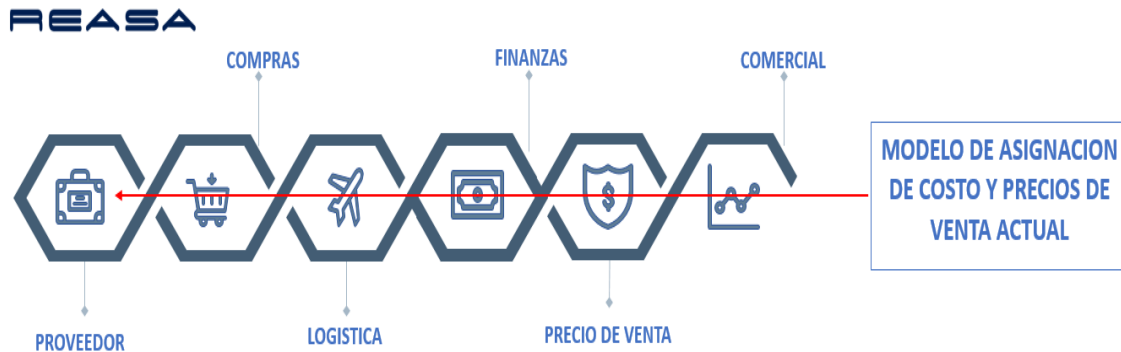 REASA
COMPRAS
FINANZAS
COMERCIAL
MODELO DE ASIGNACION
DE COSTO Y PRECIOS DE
VENTA ACTUAL
$
PROVEEDOR
LOGISTICA
PRECIO DE VENTA